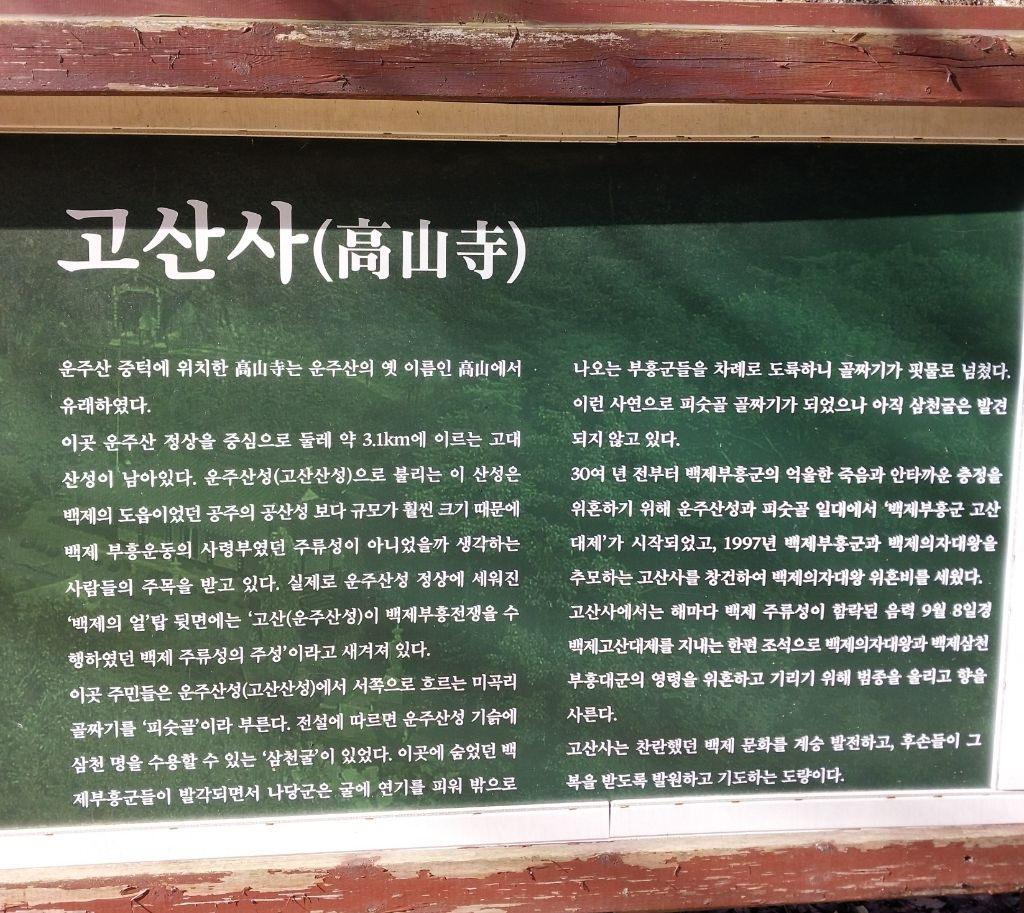 고산사(高山寺)
운주산 중턱에 위치한 高山寺는 운주산의 옛 이름인 高山에서
유래하였다.
이곳 운주산 정상을 중심으로 둘레 약 3.1km에 이르는 고대
산성이 남아있다. 운주산성(고산산성)으로 불리는 이 산성은
백제의 도읍이었던 공주의 공산성 보다 규모가 훨씬 크기 때문에
백제 부흥운동의 사령부였던 주류성이 아니었을까 생각하는
사람들의 주목을 받고 있다. 실제로 운주산성 정상에 세워진
‘백제의 얼’탑 뒷면에는 ‘고산(운주산성)이 백제부흥전쟁을 수
행하였던 백제 주류성의 주성’이라고 새겨져 있다.
이곳 주민들은 운주산성(고산산성)에서 서쪽으로 흐르는 미곡리
골짜기를 ‘피숫골’이라 부른다. 전설에 따르면 운주산성 기슭에
삼천 명을 수용할 수 있는 ‘삼천굴’이 있었다. 이곳에 숨었던 백
제부흥군들이 발각되면서 나당군은 굴에 연기를 피워 밖으로
나오는 부흥군들을 차례로 도륙하니 골짜기가 핏물로 넘쳤다.
이런 사연으로 피숫골 골짜기가 되었으나 아직 삼천굴은 발견
되지 않고 있다.
30여 년 전부터 백제부흥군의 억울한 죽음과 안타까운 충정을
위혼하기 위해 운주산성과 피숫골 일대에서 ‘백제부흥군 고산
대제’가 시작되었고, 1997년 백제부흥군과 백제의자대왕을
추모하는 고산사를 창건하여 백제의자대왕 위혼비를 세웠다.
고산사에서는 해마다 백제 주류성이 함락된 음력 9월 8일경
백제고산대제를 지내는 한편 조석으로 백제의자대왕과 백제삼천
부흥대군의 영령을 위혼하고 기리기 위해 범종을 울리고 향을
사른다.
고산사는 찬란했던 백제 문화를 계승 발전하고, 후손들이 그
복을 받도록 발원하고 기도하는 도량이다.